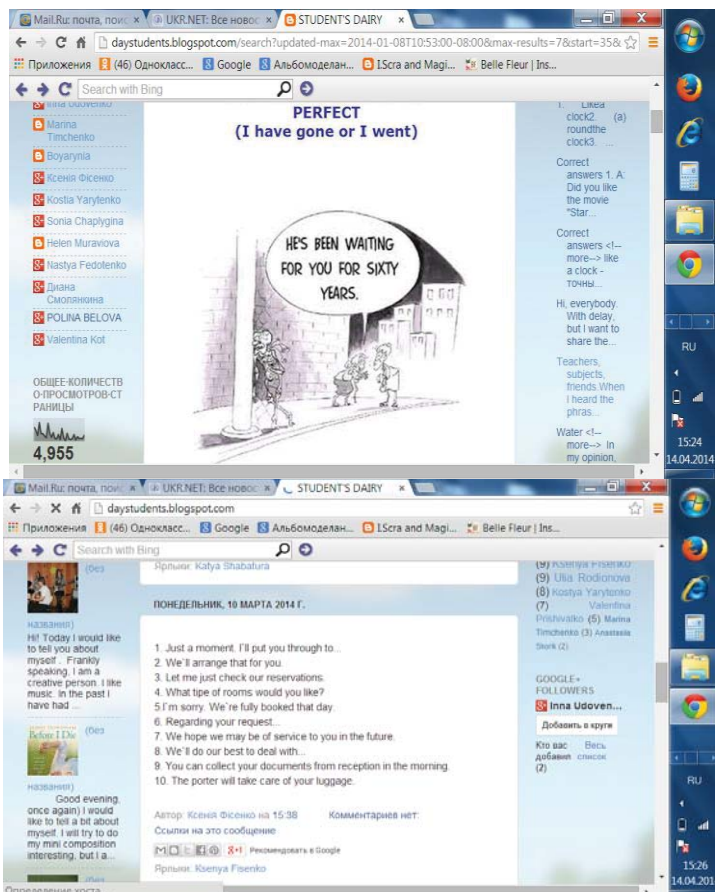 Mail.Ru: почта, поис
UKR.NET: Все новос
STUDENT'S DAIRY
daystudents.blogspot.com/search?updated-max=2014-01-08T10:53:00-08:00&max-results=7&start=35&
Приложения (46) Однокласс... Google Альбомоделан... I.Scra and Magi... Belle Fleur | Ins...
Search with Bing
Inna Udovenko
Marina
Timchenko
Boyarynia
Ксенія Фісенко
Kostia Yarytenko
Sonia Chaplygina
Helen Muraviova
Nastya Fedotenko
Диана
Смолянкина
POLINA BELOVA
Valentina Kot
ОБЩЕЕ-КОЛИЧЕСТВ
О-ПРОСМОТРОВ-СТ
РАНИЦЫ
4,955
PERFECT
(I have gone or I went)
HE'S BEEN WAITING
FOR YOU FOR SIXTY
YEARS.
1. Likea
clock2. (a)
roundthe
clock3. ...
Correct
answers 1. A:
Did you like
the movie
"Star...
Correct
answers <!--
more--> like
a clock -
точны...
Hi, everybody.
With delay,
but I want to
share the...
Teachers,
subjects,
friends.When
I heard the
phras...
Water <!--
more--> In
my opinion,
RU
15:24
14.04.2014
Mail.Ru: почта, поис
UKR.NET: Все новос
STUDENT'S DAIRY
daystudents.blogspot.com
Приложения (46) Однокласс... Google Альбомоделан... I.Scra and Magi... Belle Fleur | Ins...
Search with Bing
(без
названия)
Hi! Today I would like
to tell you about
myself . Frankly
speaking, I am a
creative person. I like
music. In the past I
have had ...
Before I Die
(без
названия)
Good evening,
once again) I would
like to tell a bit about
myself. I will try to do
my mini composition
interesting, but I a...
(без
Определение хоста...
Ярлыки: Katya Shabatura
ПОНЕДЕЛЬНИК, 10 МАРТА 2014 Г.
1. Just a moment. I'll put you through to...
2. We`ll arrange that for you.
3. Let me just check our reservations.
4. What tipe of rooms would you like?
5.I`m sorry. We`re fully booked that day.
6. Regarding your request...
7. We hope we may be of service to you in the future.
8. We`ll do our best to deal with...
9. You can collect your documents from reception in the morning.
10. The porter will take care of your luggage.
Автор: Ксенія Фісенко на 15:38 Комментариев нет:
Ссылки на это сообщение
g+1 Рекомендовать в Google
Ярлыки: Ksenya Fisenko
(9) Ksenya Fisenko
(9) Ulia Rodionova
(8) Kostya Yarytenko
(7) Valentina
Prishivalko (5) Marina
Timchenko (3) Anastasiia
Stork (2)
GOOGLE+
FOLLOWERS
Inna Udoven...
Добавить в круги
Кто вас Весь
добавил список
(2)
RU
15:26
14.04.201